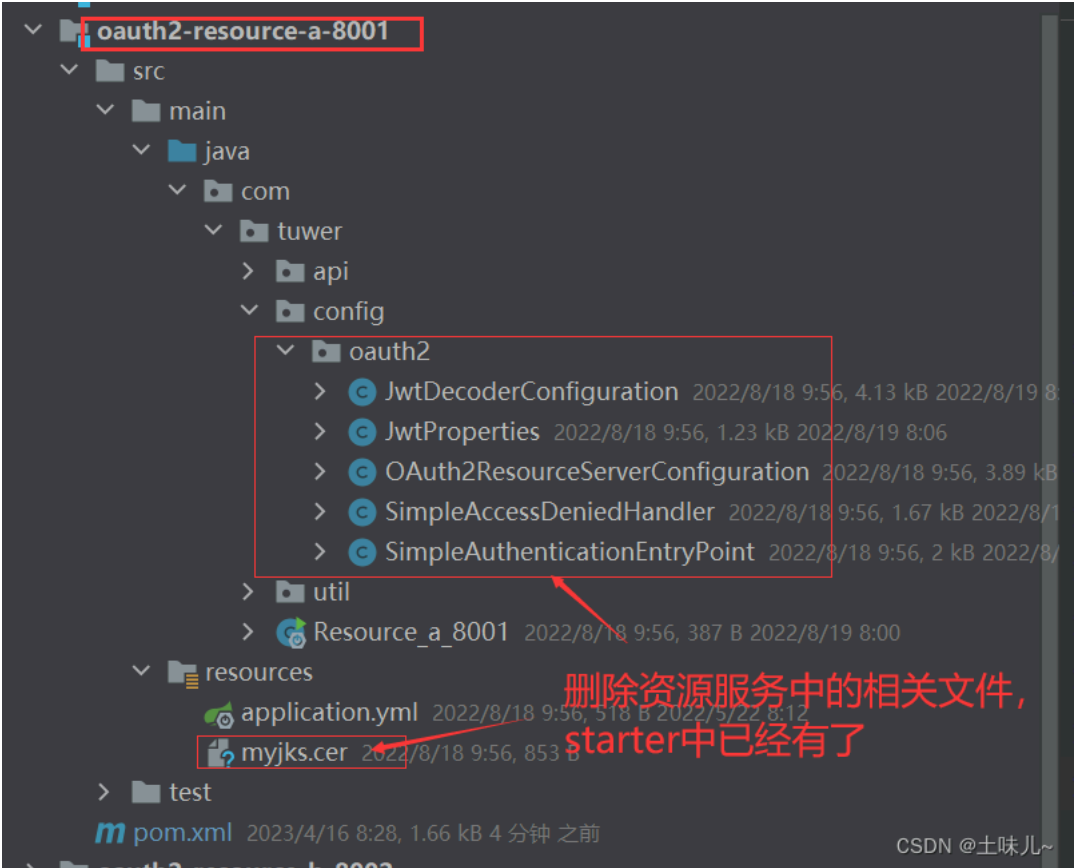 oauth2-resource-a-8001
src
main
java
com
tuwer
api
config
oauth2
JwtDecoderConfiguration 2022/8/18 9:56, 4.13 kB 2022/8/19 8:
JwtProperties 2022/8/18 9:56, 1.23 kB 2022/8/19 8:06
OAuth2ResourceServerConfiguration 2022/8/18 9:56, 3.89 kB
SimpleAccessDeniedHandler 2022/8/18 9:56, 1.67 kB 2022/8/1
SimpleAuthenticationEntryPoint 2022/8/18 9:56, 2 kB 2022/8/
util
Resource_a_8001 2022/8/18 9:56, 387 B 2022/8/19 8:00
resources
删除资源服务中的相关文件，
application.yml 2022/8/18 9:56, 518 B 2022/5/22 8:12
starter中已经有了
myjks.cer 2022/8/18 9:56, 853 B
test
pom.xml 2023/4/16 8:28, 1.66 kB 4 分钟 之前
CSDN @土味儿~
oauth2-resource-b-8002